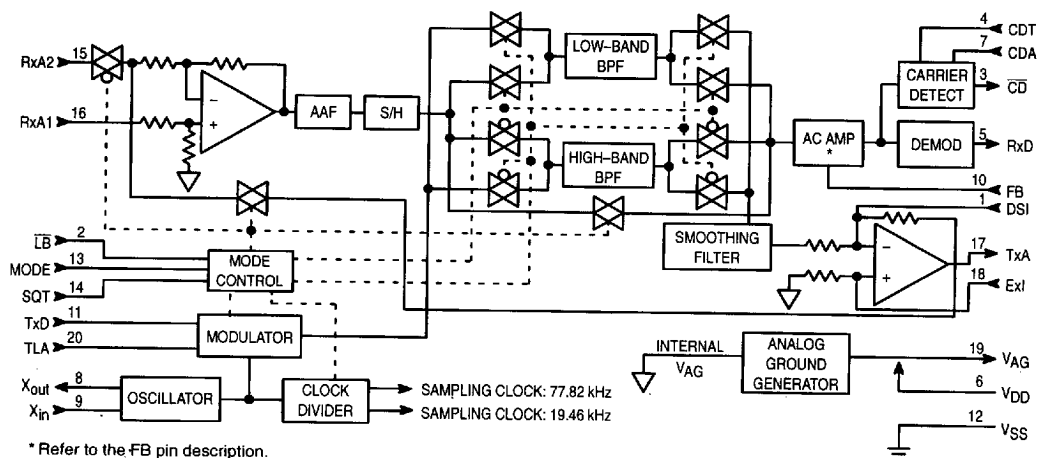 4 CDT
7 CDA
3 CD
CARRIER DETECT
RxA2 15
LOW–BAND BPF
RxA1 16
−
+
AAF
S/H
HIGH–BAND BPF
AC AMP *
DEMOD
5 RxD
10 FB
1 DSI
SMOOTHING FILTER
−
+
17 TxA
18 ExI
LB 2
MODE 13
SQT 14
MODE CONTROL
TxD 11
TLA 20
MODULATOR
Xout 8
Xin 9
OSCILLATOR
CLOCK DIVIDER
SAMPLING CLOCK: 77.82 kHz
SAMPLING CLOCK: 19.46 kHz
INTERNAL VAG
ANALOG GROUND GENERATOR
19 VAG
6 VDD
12 VSS
* Refer to the FB pin description.